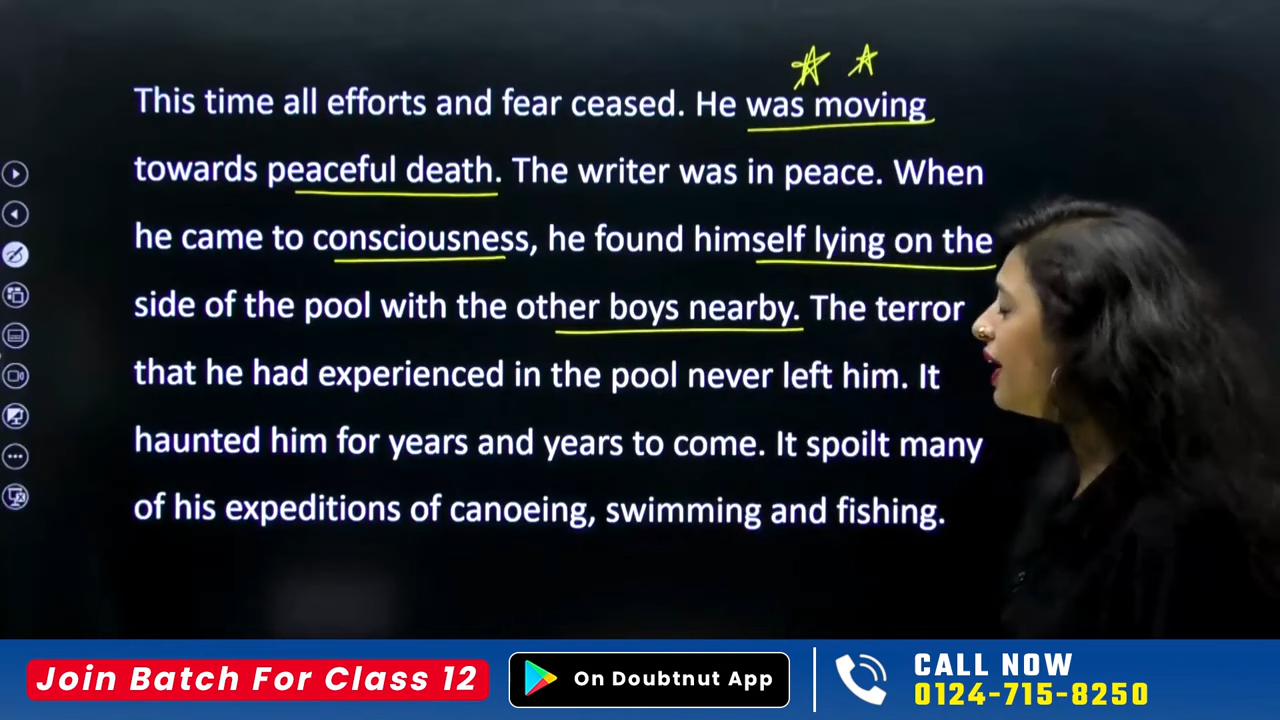 This time all efforts and fear ceased. He was moving
towards peaceful death. The writer was in peace. When
he came to consciousness, he found himself lying on the
side of the pool with the other boys nearby. The terror
that he had experienced in the pool never left him. It
haunted him for years and years to come. It spoilt many
of his expeditions of canoeing, swimming and fishing.
Join Batch For Class 12
On Doubtnut App
CALL NOW
0124-715-8250